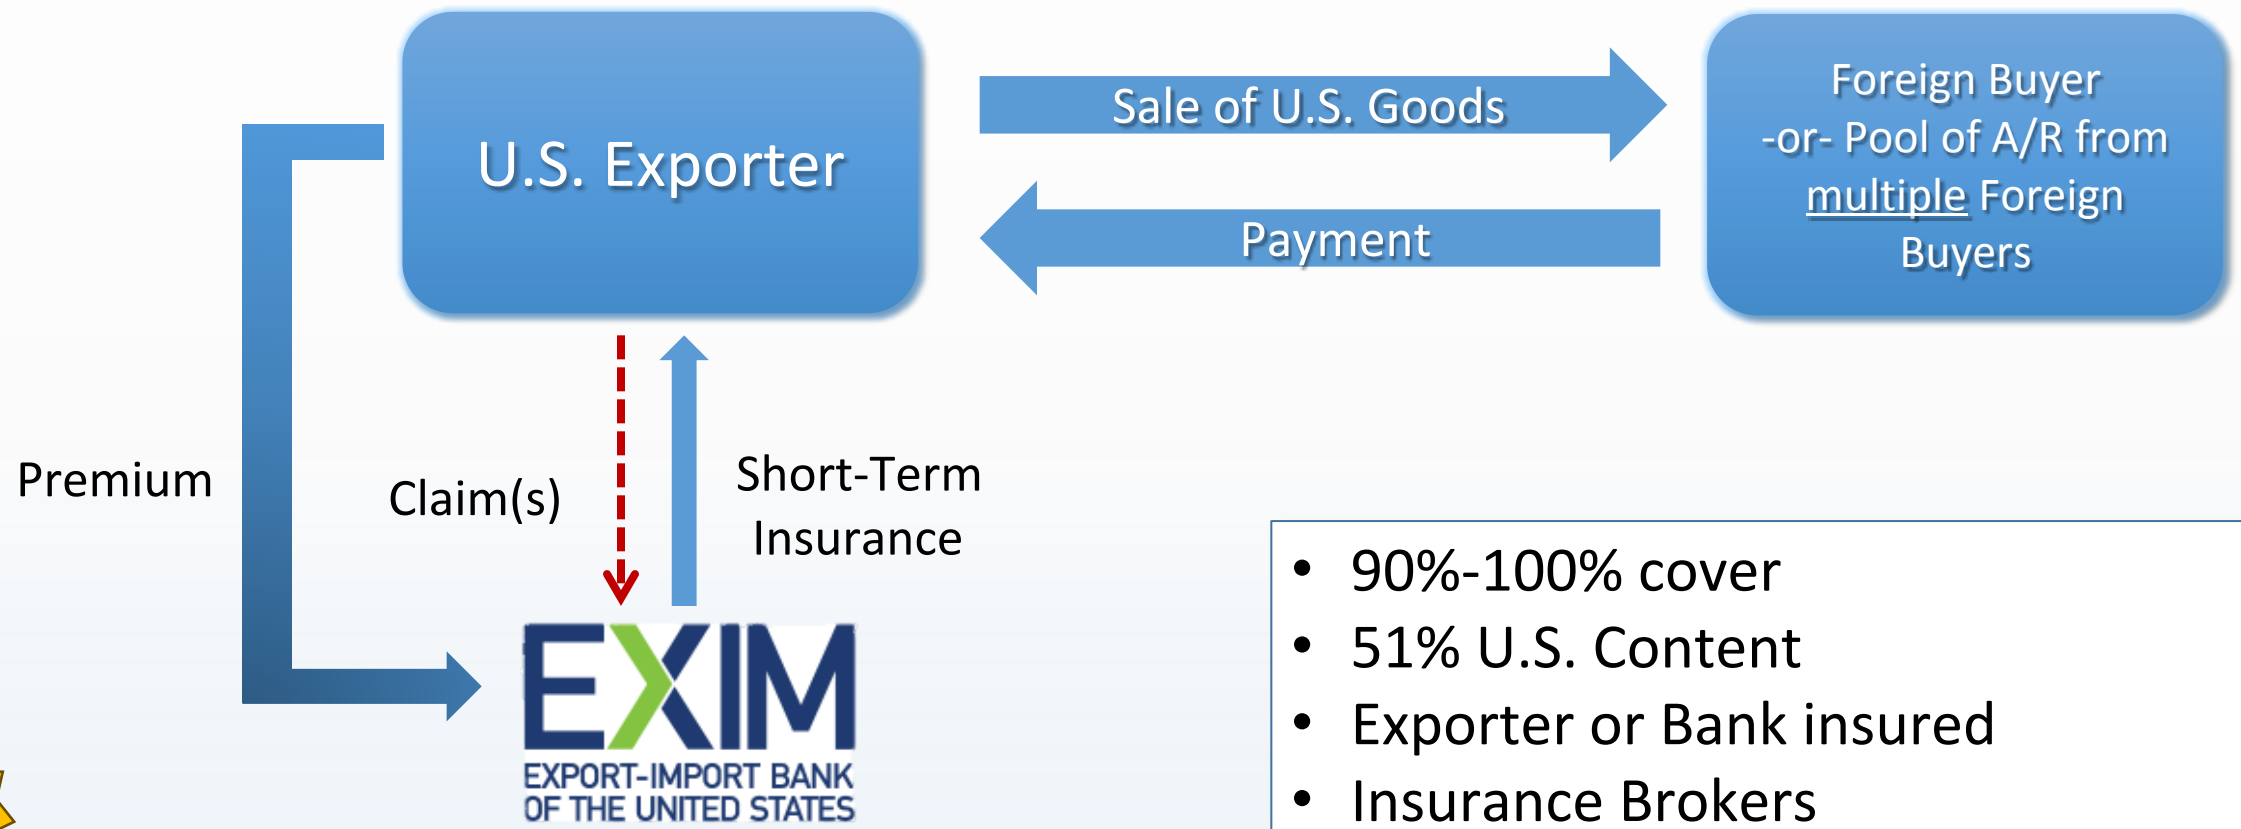 U.S. Exporter
Sale of U.S. Goods
Payment
Foreign Buyer
-or- Pool of A/R from
multiple Foreign
Buyers
Premium
Claim(s)
Short-Term
Insurance
EXIM
EXPORT-IMPORT BANK
OF THE UNITED STATES
• 90%-100% cover
• 51% U.S. Content
• Exporter or Bank insured
• Insurance Brokers